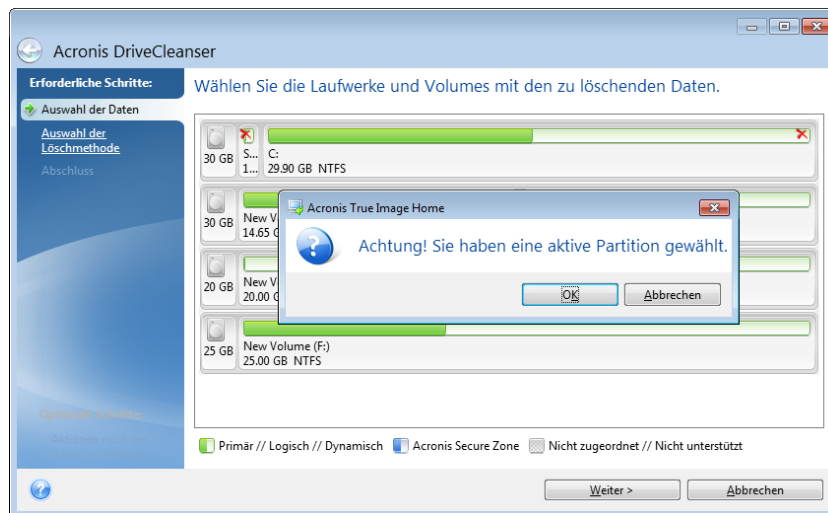 Acronis DriveCleanser
Erforderliche Schritte:
Auswahl der Daten
Auswahl der
Löschmethode
Abschluss
Wählen Sie die Laufwerke und Volumes mit den zu löschenden Daten.
30 GB
S...
1...
C:
29.90 GB NTFS
30 GB
New V
14.65 G
20 GB
New V
20.00 G
25 GB
New Volume (F:)
25.00 GB NTFS
Acronis True Image Home
Achtung! Sie haben eine aktive Partition gewählt.
OK
Abbrechen
Primär // Logisch // Dynamisch
Acronis Secure Zone
Nicht zugeordnet // Nicht unterstützt
Weiter >
Abbrechen